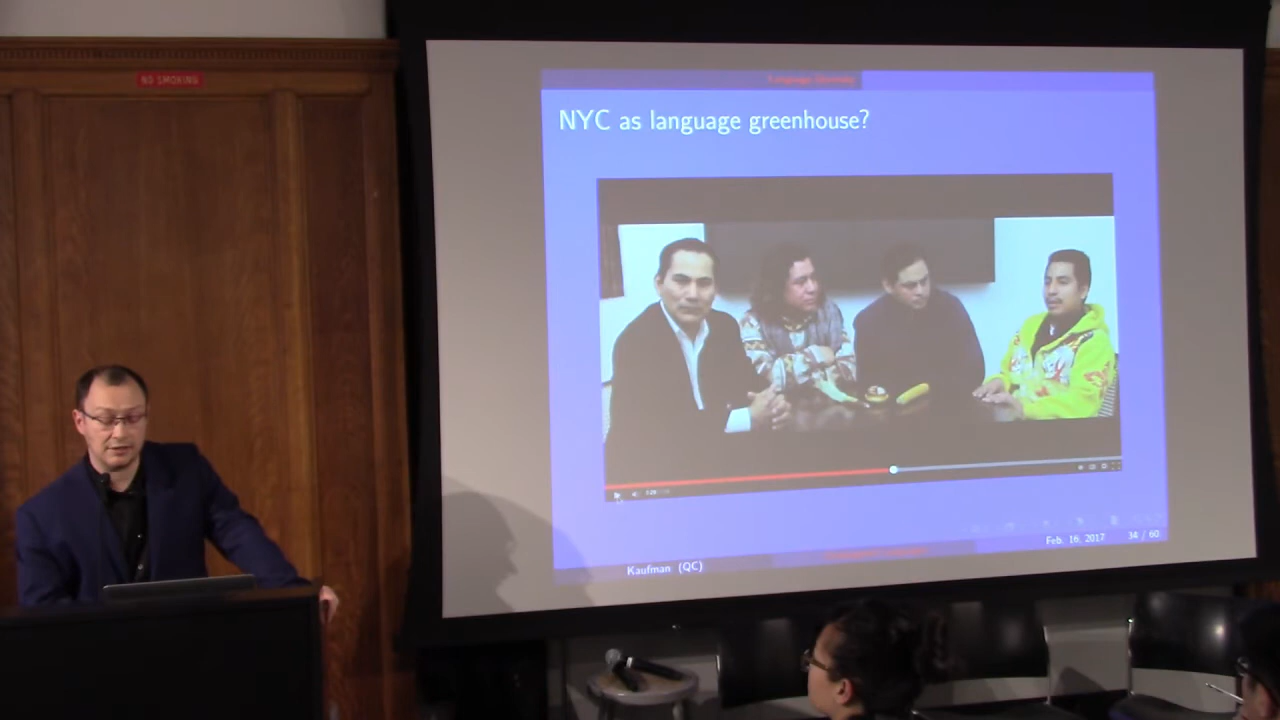 NO SMOKING
NYC as language greenhouse?
Feb. 16, 2017 34 / 60
Kaufman (QC)